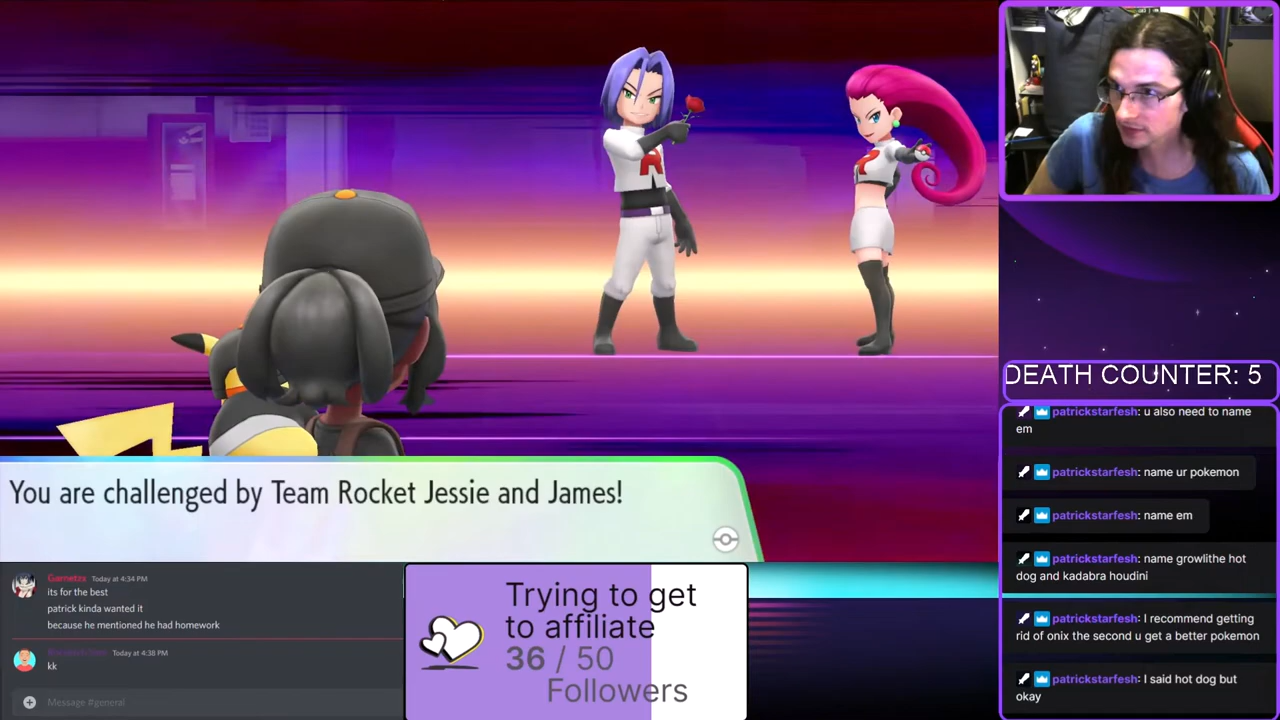 You are challenged by Team Rocket Jessie and James!
DEATH COUNTER: 5
patrickstarfesh: u also need to name
em
patrickstarfesh: name ur pokemon
patrickstarfesh: name em
patrickstarfesh: name growlithe hot
dog and kadabra houdini
patrickstarfesh: I recommend getting
rid of onix the second u get a better pokemon
patrickstarfesh: I said hot dog but
okay
Garnetzs Today at 4:34 PM
its for the best
patrick kinda wanted it
because he mentioned he had homework
Today at 4:38 PM
kk
Message #general
Trying to get
to affiliate
36 / 50
Followers
R